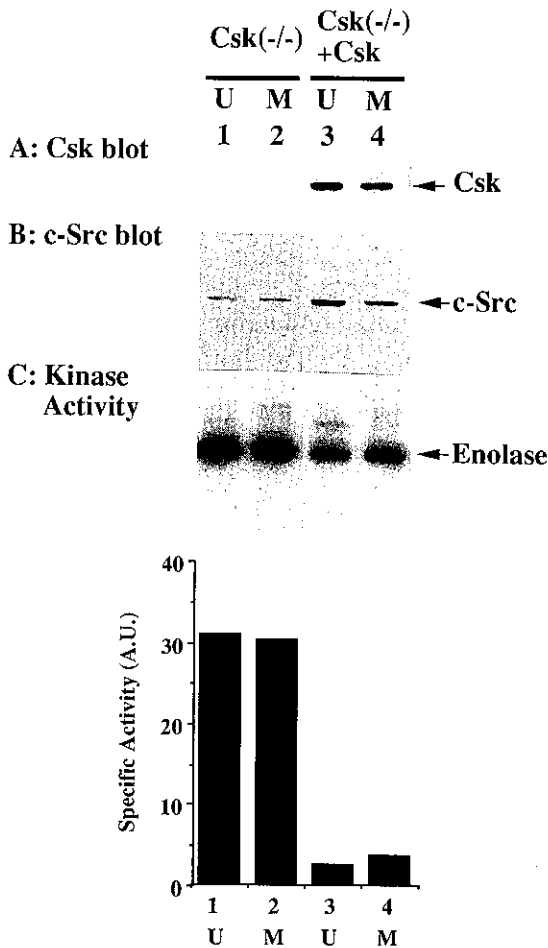 Csk(-/-) Csk(-/-)
+Csk
U M U M
1 2 3 4
A: Csk blot
Csk
B: c-Src blot
c-Src
C: Kinase
Activity
Enolase
Specific Activity (A.U.)
40
30
20
10
0
1 2 3 4
U M U M